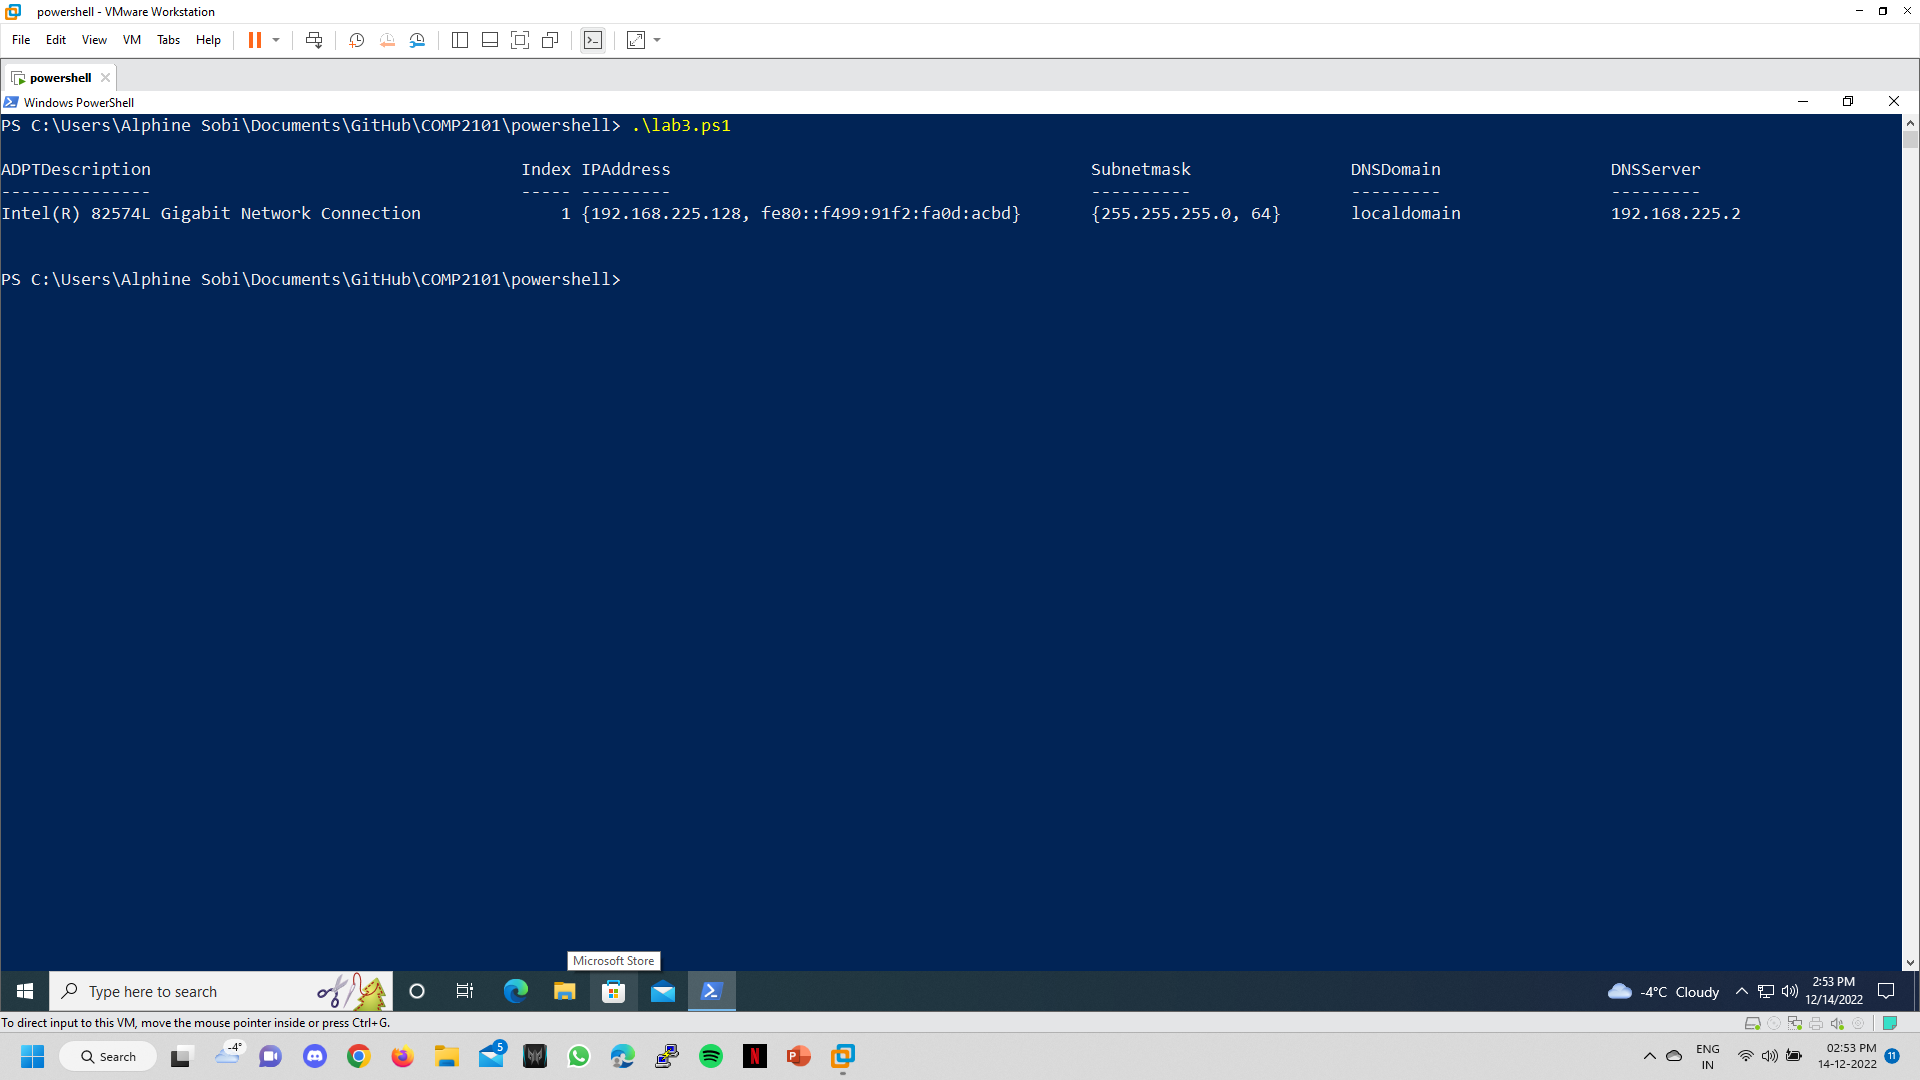 powershell - VMware Workstation
File Edit View VM Tabs Help
powershell
Windows PowerShell
PS C:\Users\Alphine Sobi\Documents\GitHub\COMP2101\powershell> .\lab3.ps1
ADPTDescription Index IPAddress Subnetmask DNSDomain DNSServer
--------------- ----- --------- ---------- --------- ---------
Intel(R) 82574L Gigabit Network Connection 1 {192.168.225.128, fe80::f499:91f2:fa0d:acbd} {255.255.255.0, 64} localdomain 192.168.225.2
PS C:\Users\Alphine Sobi\Documents\GitHub\COMP2101\powershell>
Microsoft Store
Type here to search
-4°C Cloudy
2:53 PM
12/14/2022
To direct input to this VM, move the mouse pointer inside or press Ctrl+G.
Search
-4°
5
N
P
ENG
IN
02:53 PM
14-12-2022
11